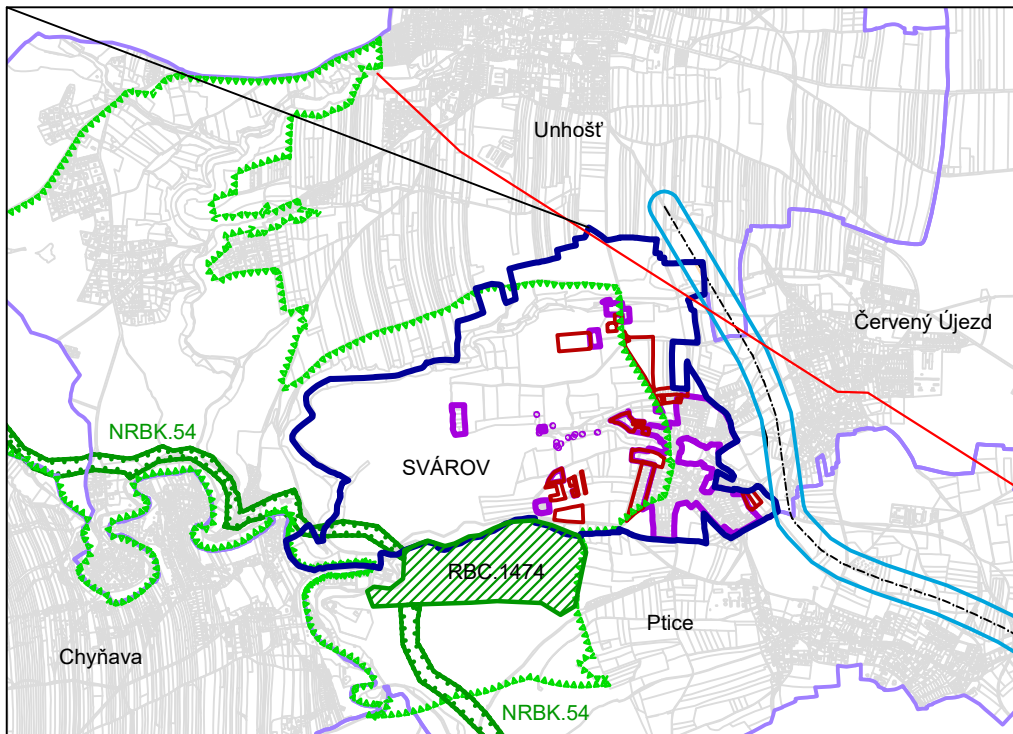 Unhošť
Červený Újezd
NRBK.54
SVÁROV
RBC.1474
Ptice
Chyňava
NRBK.54